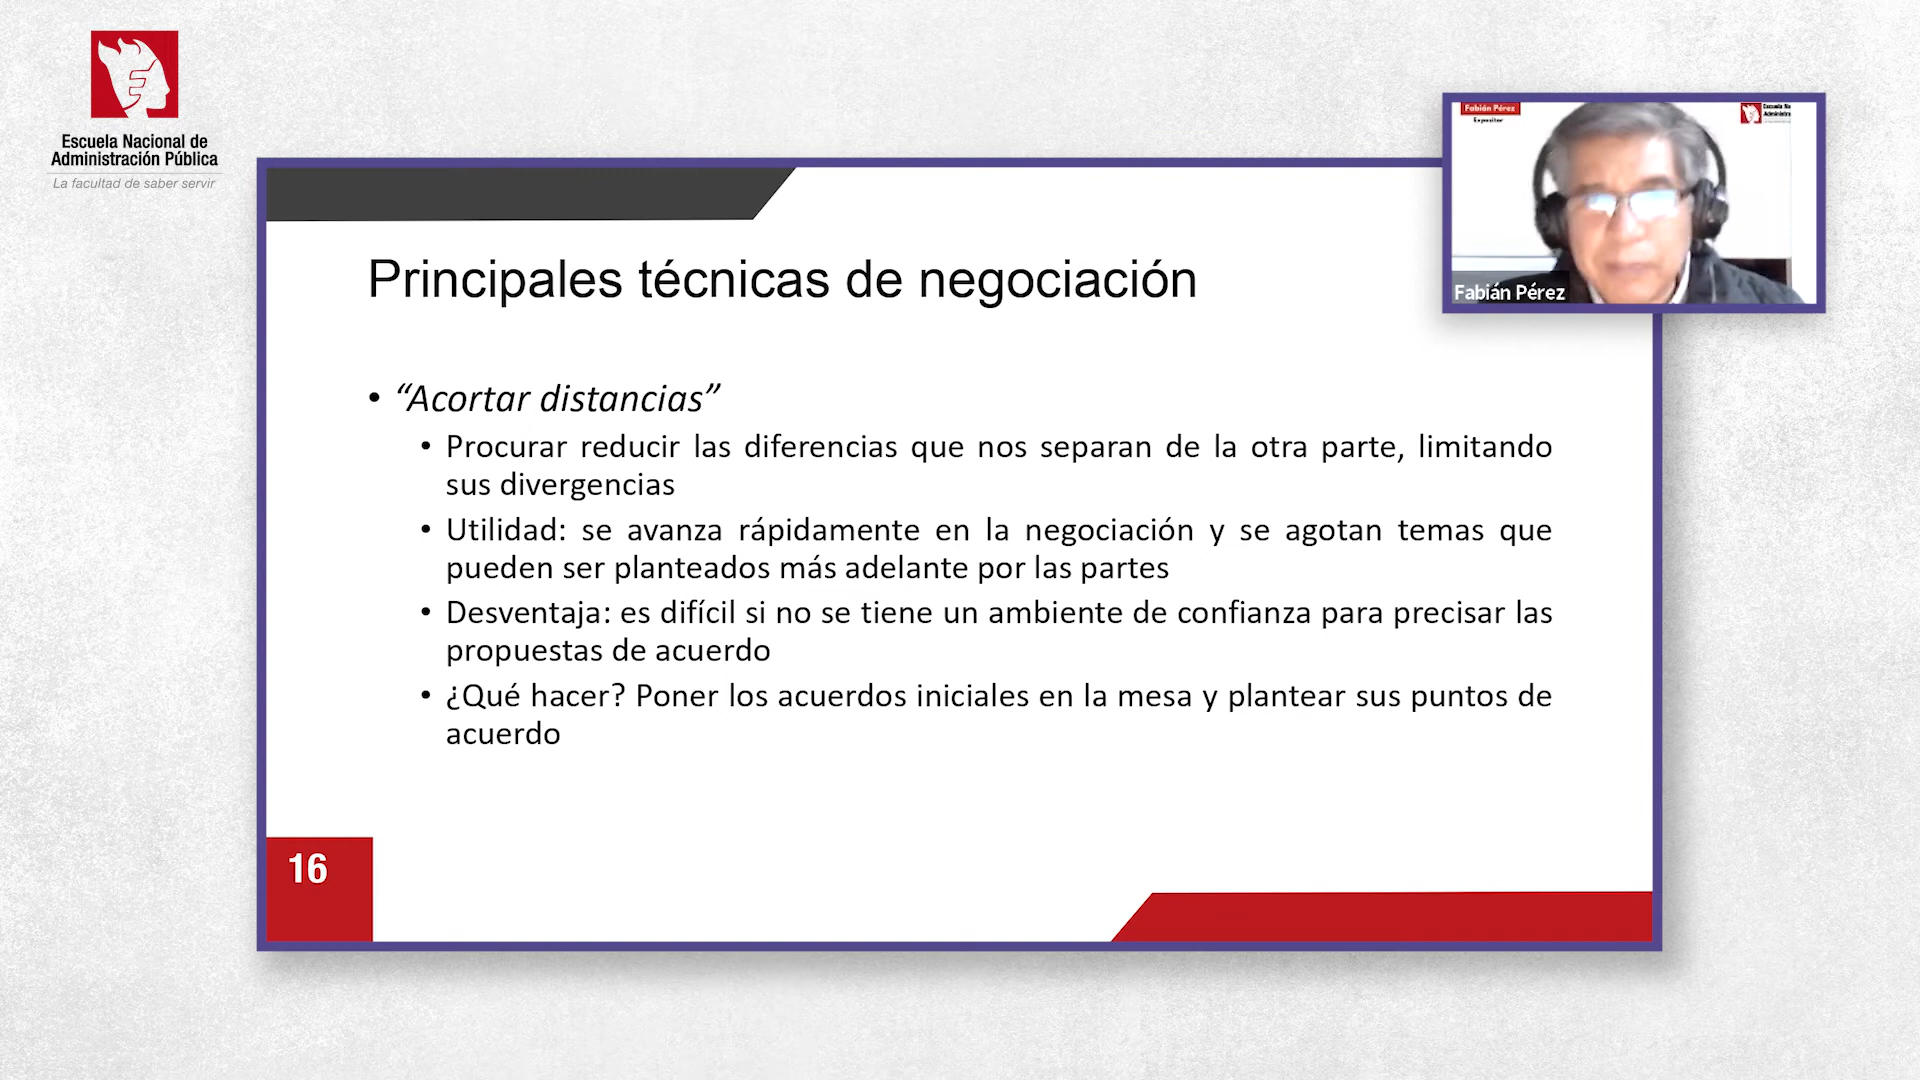 Escuela Nacional de
Administración Pública
La facultad de saber servir
Fabián Pérez
Expositor
Fabián Pérez
Principales técnicas de negociación
• “Acortar distancias”
• Procurar reducir las diferencias que nos separan de la otra parte, limitando
sus divergencias
• Utilidad: se avanza rápidamente en la negociación y se agotan temas que
pueden ser planteados más adelante por las partes
• Desventaja: es difícil si no se tiene un ambiente de confianza para precisar las
propuestas de acuerdo
• ¿Qué hacer? Poner los acuerdos iniciales en la mesa y plantear sus puntos de
acuerdo
16